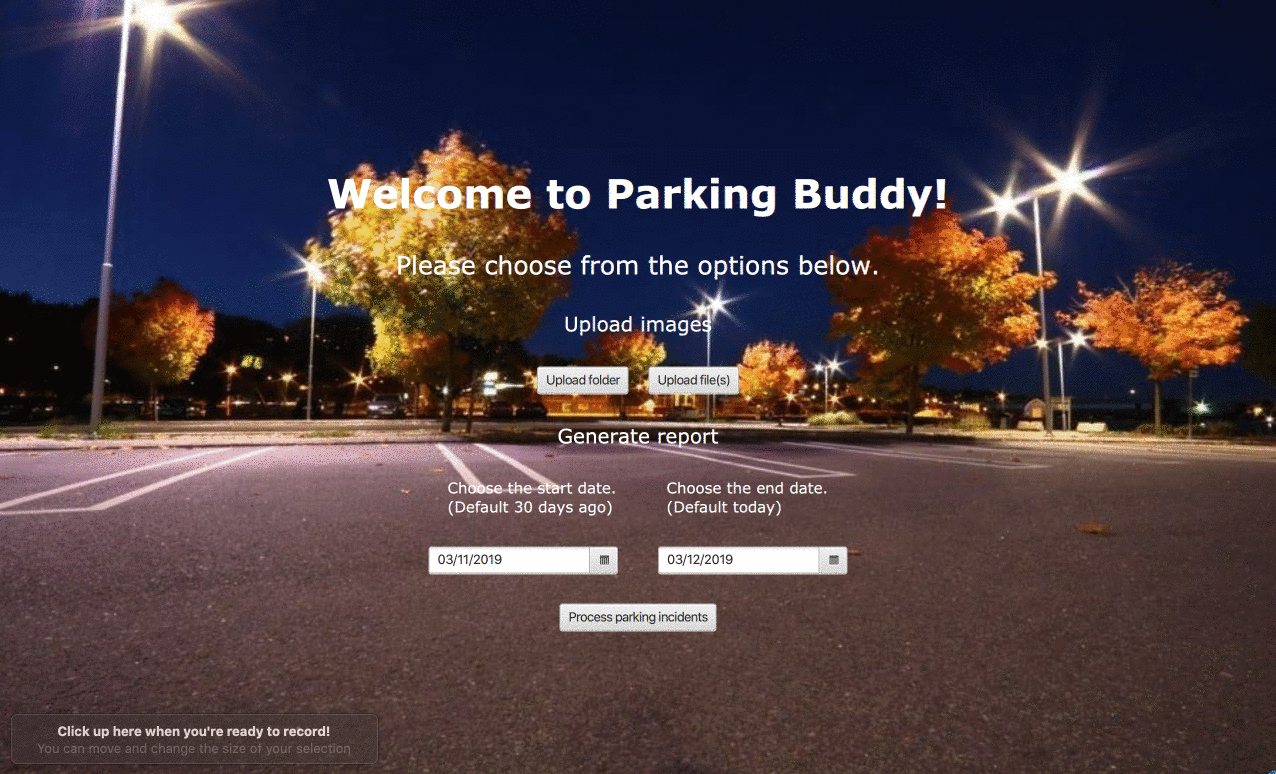 Welcome to Parking Buddy!
Please choose from the options below.
Upload images
Upload folder
Upload file(s)
Generate report
Choose the start date.
(Default 30 days ago)
Choose the end date.
(Default today)
03/11/2019
03/12/2019
Process parking incidents
Click up here when you're ready to record!
You can move and change the size of your selection